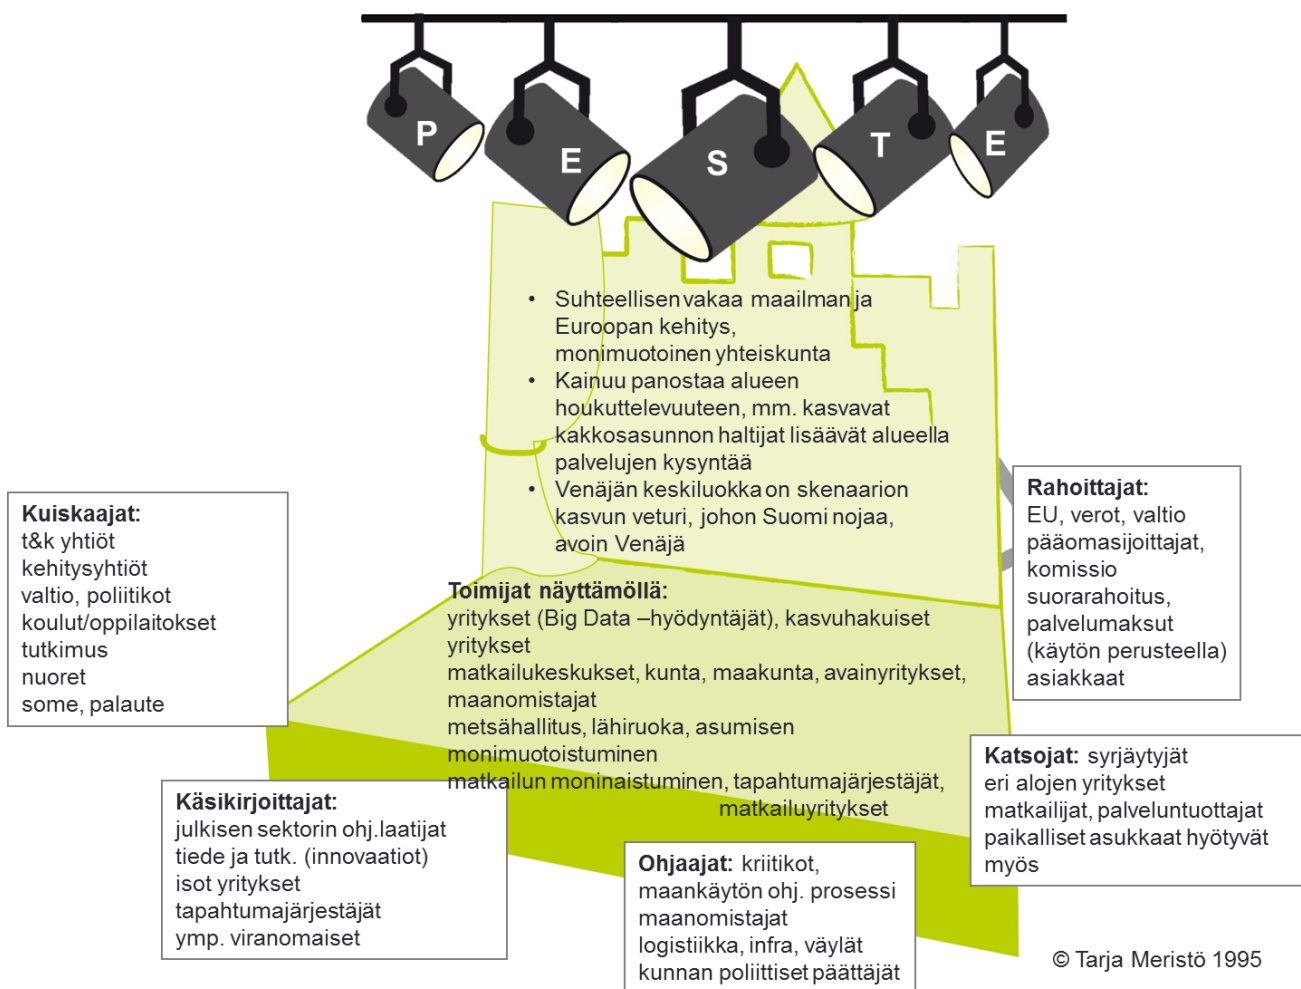 P E S T E
• Suhteellisen vakaa maailman ja
Euroopan kehitys,
monimuotoinen yhteiskunta
• Kainuu panostaa alueen
houkuttelevuuteen, mm. kasvavat
kakkosasunnon haltijat lisäävät alueella
palvelujen kysyntää
• Venäjän keskiluokka on skenaarion
kasvun veturi, johon Suomi nojaa,
avoin Venäjä
Kuiskaajat:
t&k yhtiöt
kehitysyhtiöt
valtio, poliitikot
koulut/oppilaitokset
tutkimus
nuoret
some, palaute
Rahoittajat:
EU, verot, valtio
pääomasijoittajat,
komissio
suorarahoitus,
palvelumaksut
(käytön perusteella)
asiakkaat
Toimijat näyttämöllä:
yritykset (Big Data –hyödyntäjät), kasvuhakuiset
yritykset
matkailukeskukset, kunta, maakunta, avainyritykset,
maanomistajat
metsähallitus, lähiruoka, asumisen
monimuotoistuminen
matkailun moninaistuminen, tapahtumajärjestäjät,
matkailuyritykset
Katsojat: syrjäytyjät
eri alojen yritykset
matkailijat, palveluntuottajat
paikalliset asukkaat hyötyvät
myös
Käsikirjoittajat:
julkisen sektorin ohj.laatijat
tiede ja tutk. (innovaatiot)
isot yritykset
tapahtumajärjestäjät
ymp. viranomaiset
Ohjaajat: kriitikot,
maankäytön ohj. prosessi
maanomistajat
logistiikka, infra, väylät
kunnan poliittiset päättäjät
© Tarja Meristö 1995